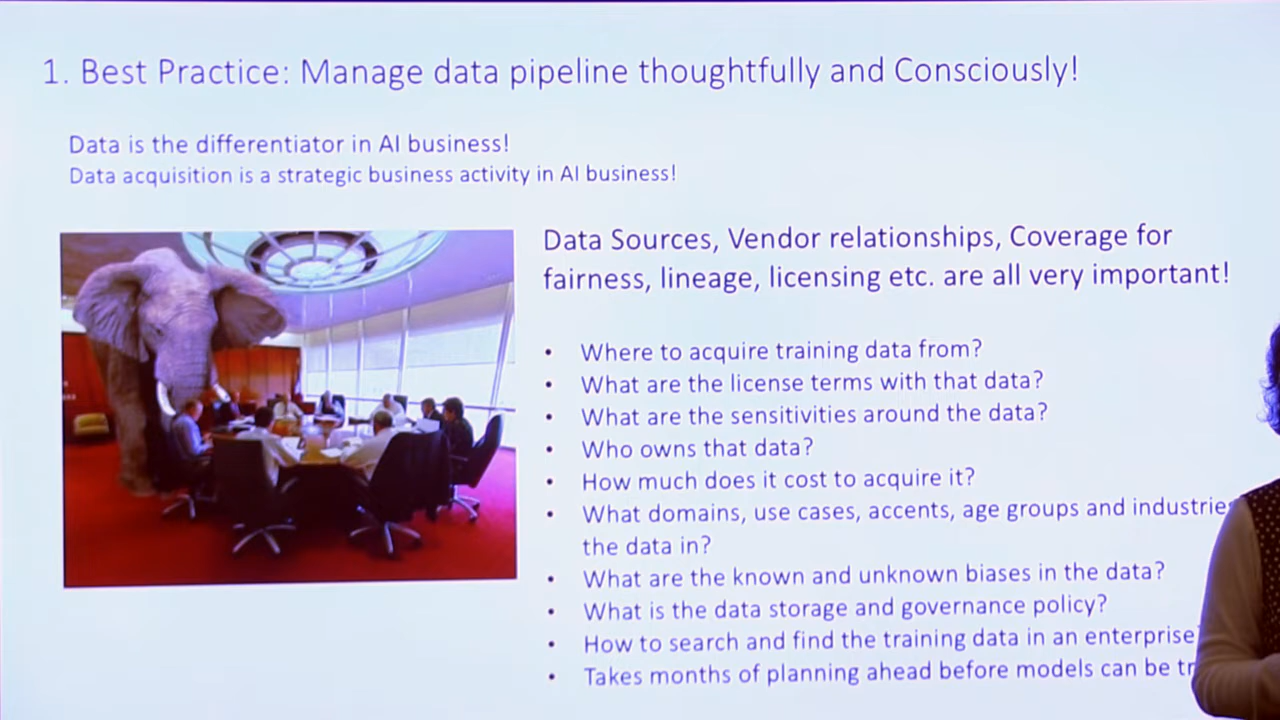 1. Best Practice: Manage data pipeline thoughtfully and Consciously!
Data is the differentiator in AI business!
Data acquisition is a strategic business activity in AI business!
Data Sources, Vendor relationships, Coverage for
fairness, lineage, licensing etc. are all very important!
• Where to acquire training data from?
• What are the license terms with that data?
• What are the sensitivities around the data?
• Who owns that data?
• How much does it cost to acquire it?
• What domains, use cases, accents, age groups and
the data in?
• What are the known and unknown biases in the data?
• What is the data storage and governance policy?
• How to search and find the training data in an enterprise
• Takes months of planning ahead before models can be